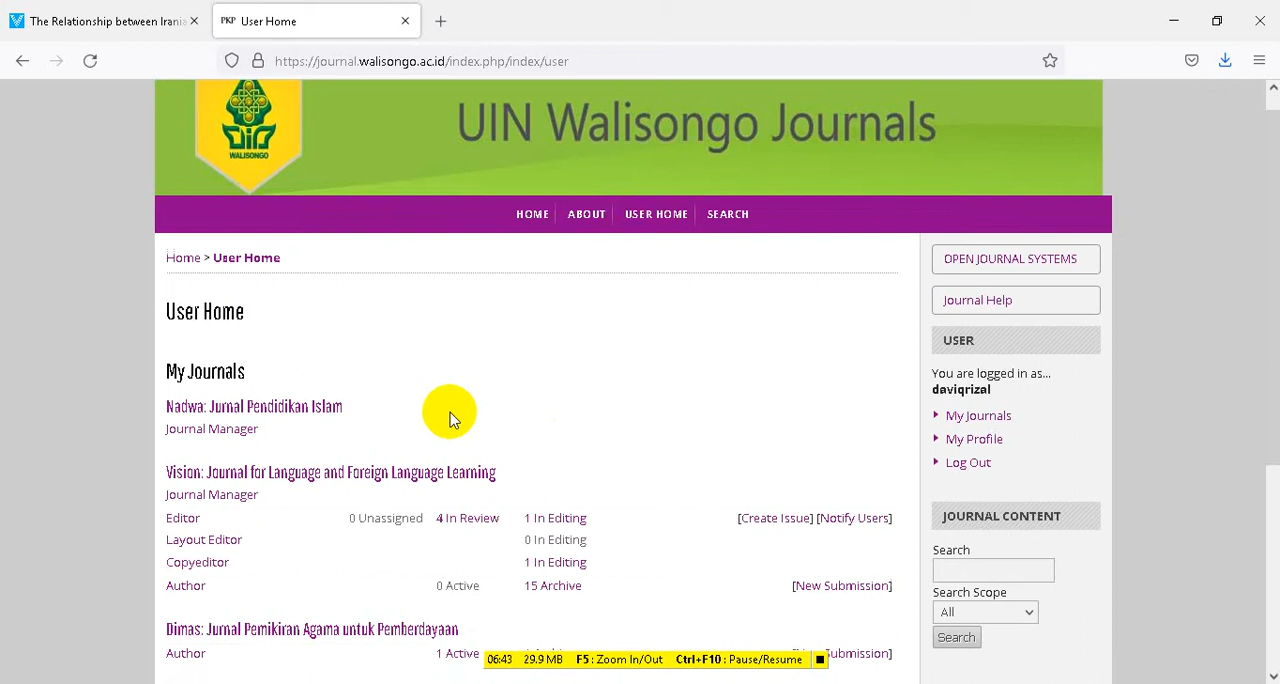 The Relationship between Irania
PKP User Home
https://journal.walisongo.ac.id/index.php/index/user
WALISONGO
UIN Walisongo Journals
HOME ABOUT USER HOME SEARCH
Home > User Home
User Home
My Journals
Nadwa: Jurnal Pendidikan Islam
Journal Manager
Vision: Journal for Language and Foreign Language Learning
Journal Manager
Editor 0 Unassigned 4 In Review 1 In Editing [Create Issue] [Notify Users]
Layout Editor 0 In Editing
Copyeditor 1 In Editing
Author 0 Active 15 Archive [New Submission]
Dimas: Jurnal Pemikiran Agama untuk Pemberdayaan
Author 1 Active Submission]
06:43 29.9 MB F5 : Zoom In/Out Ctrl+F10 : Pause/Resume
OPEN JOURNAL SYSTEMS
Journal Help
USER
You are logged in as...
daviqrizal
My Journals
My Profile
Log Out
JOURNAL CONTENT
Search
Search Scope
All
Search